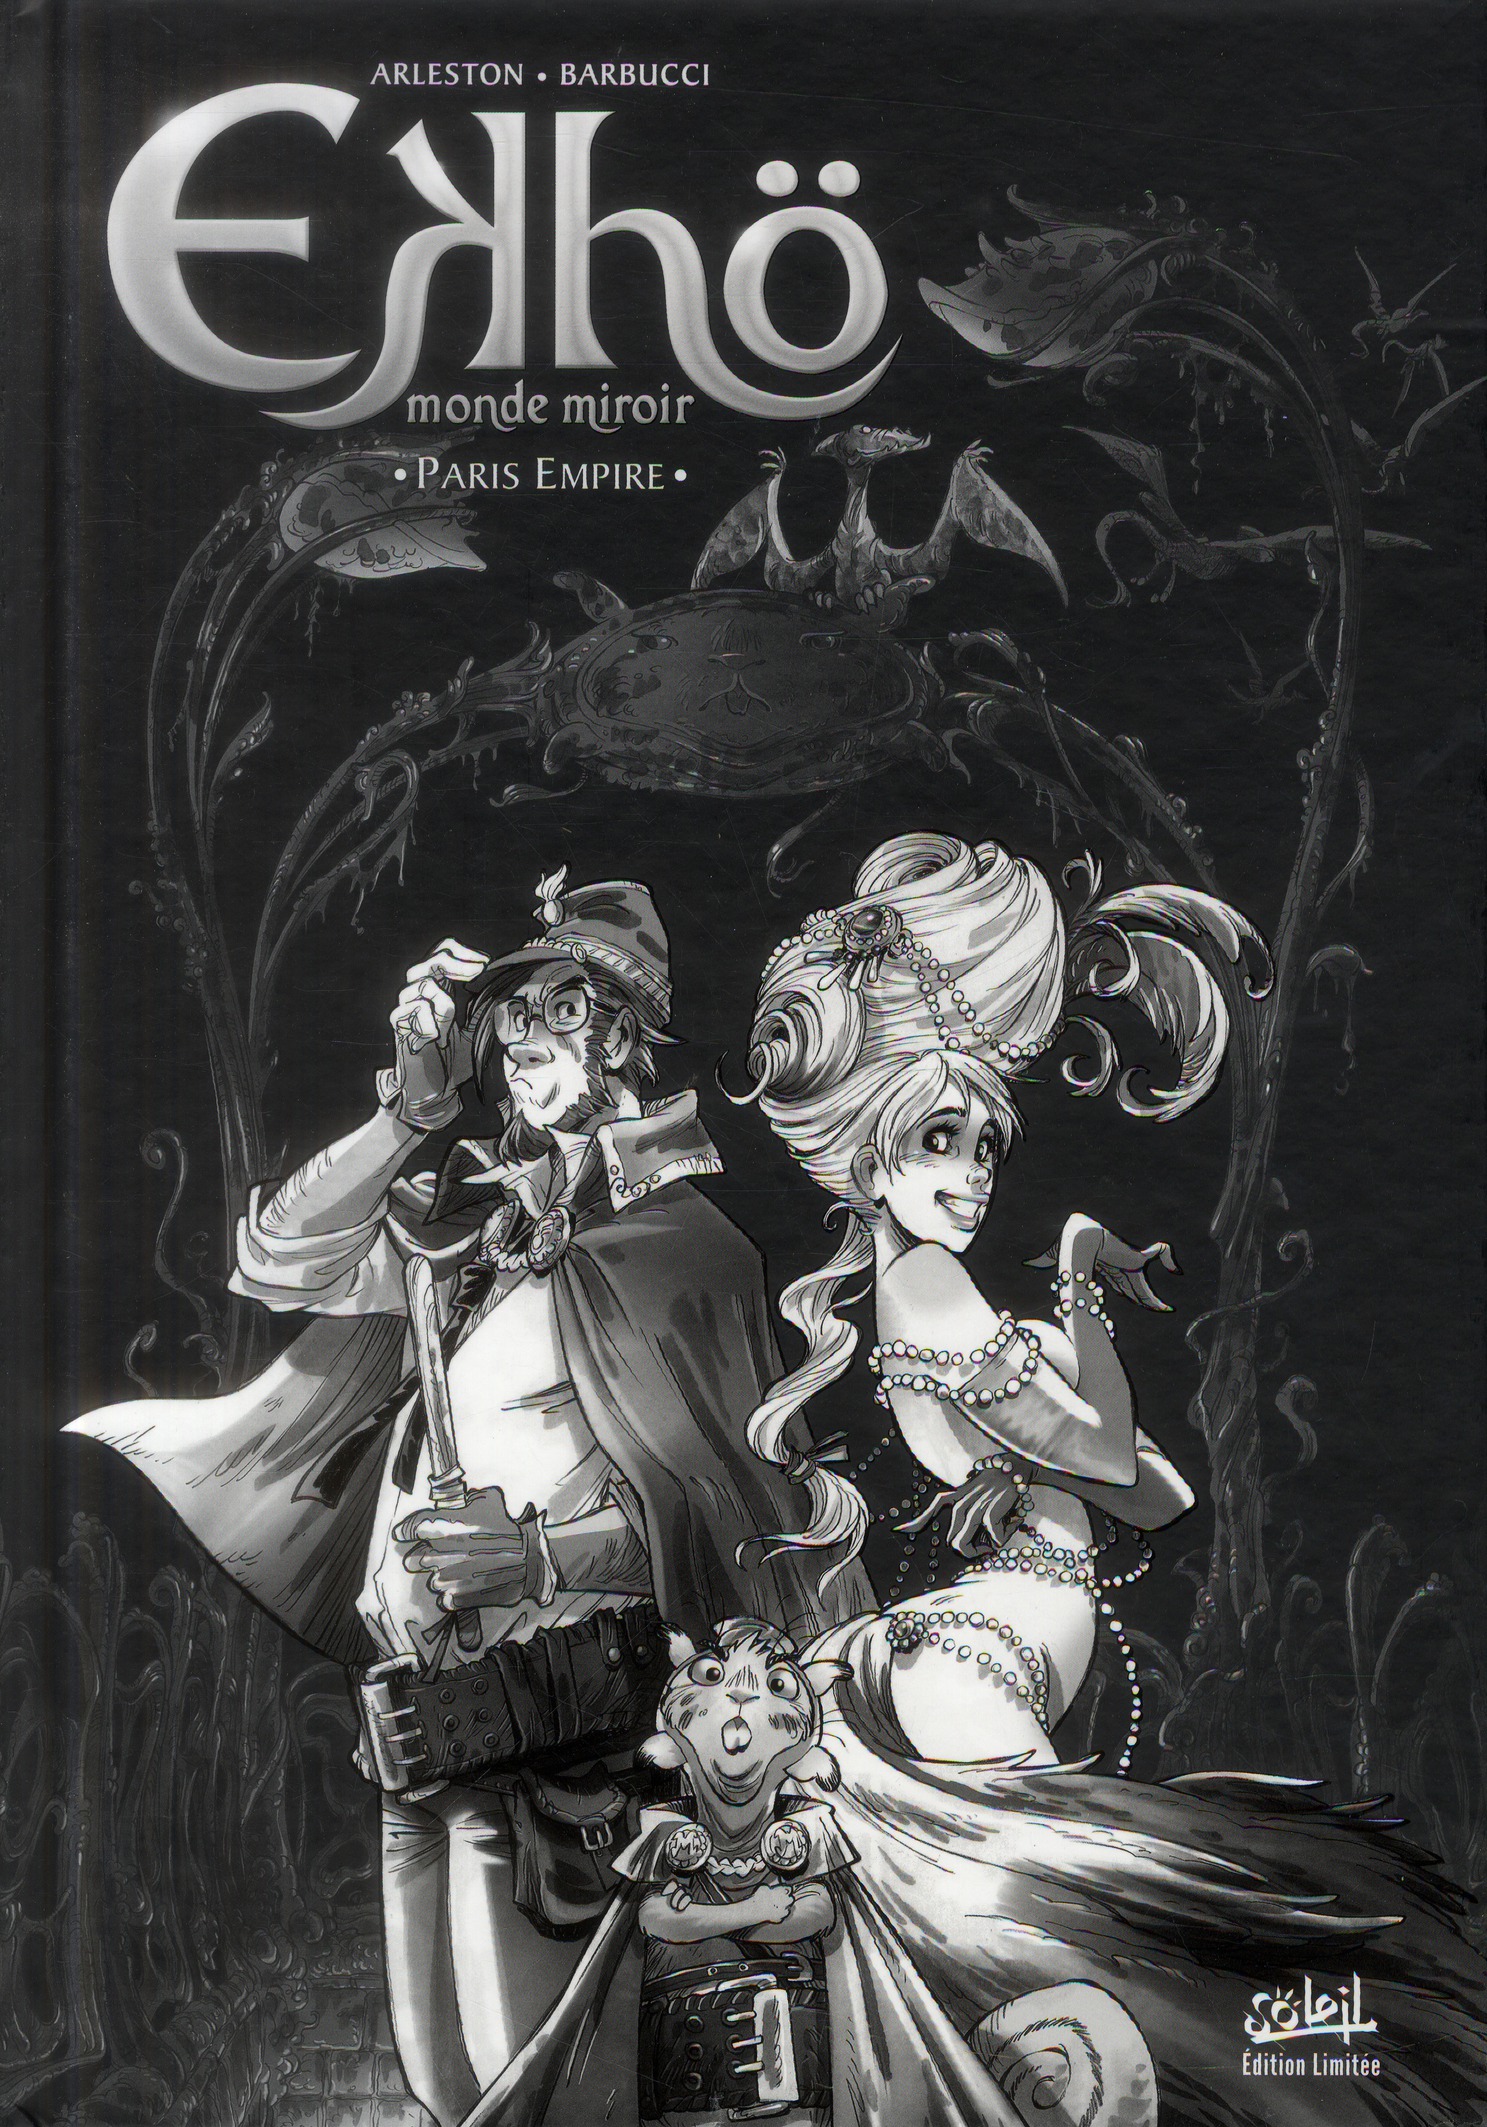 ARLESTON • BARBUCCI
Ekhö
monde miroir
• PARIS EMPIRE •
M M
SOLEIL
Édition Limitée